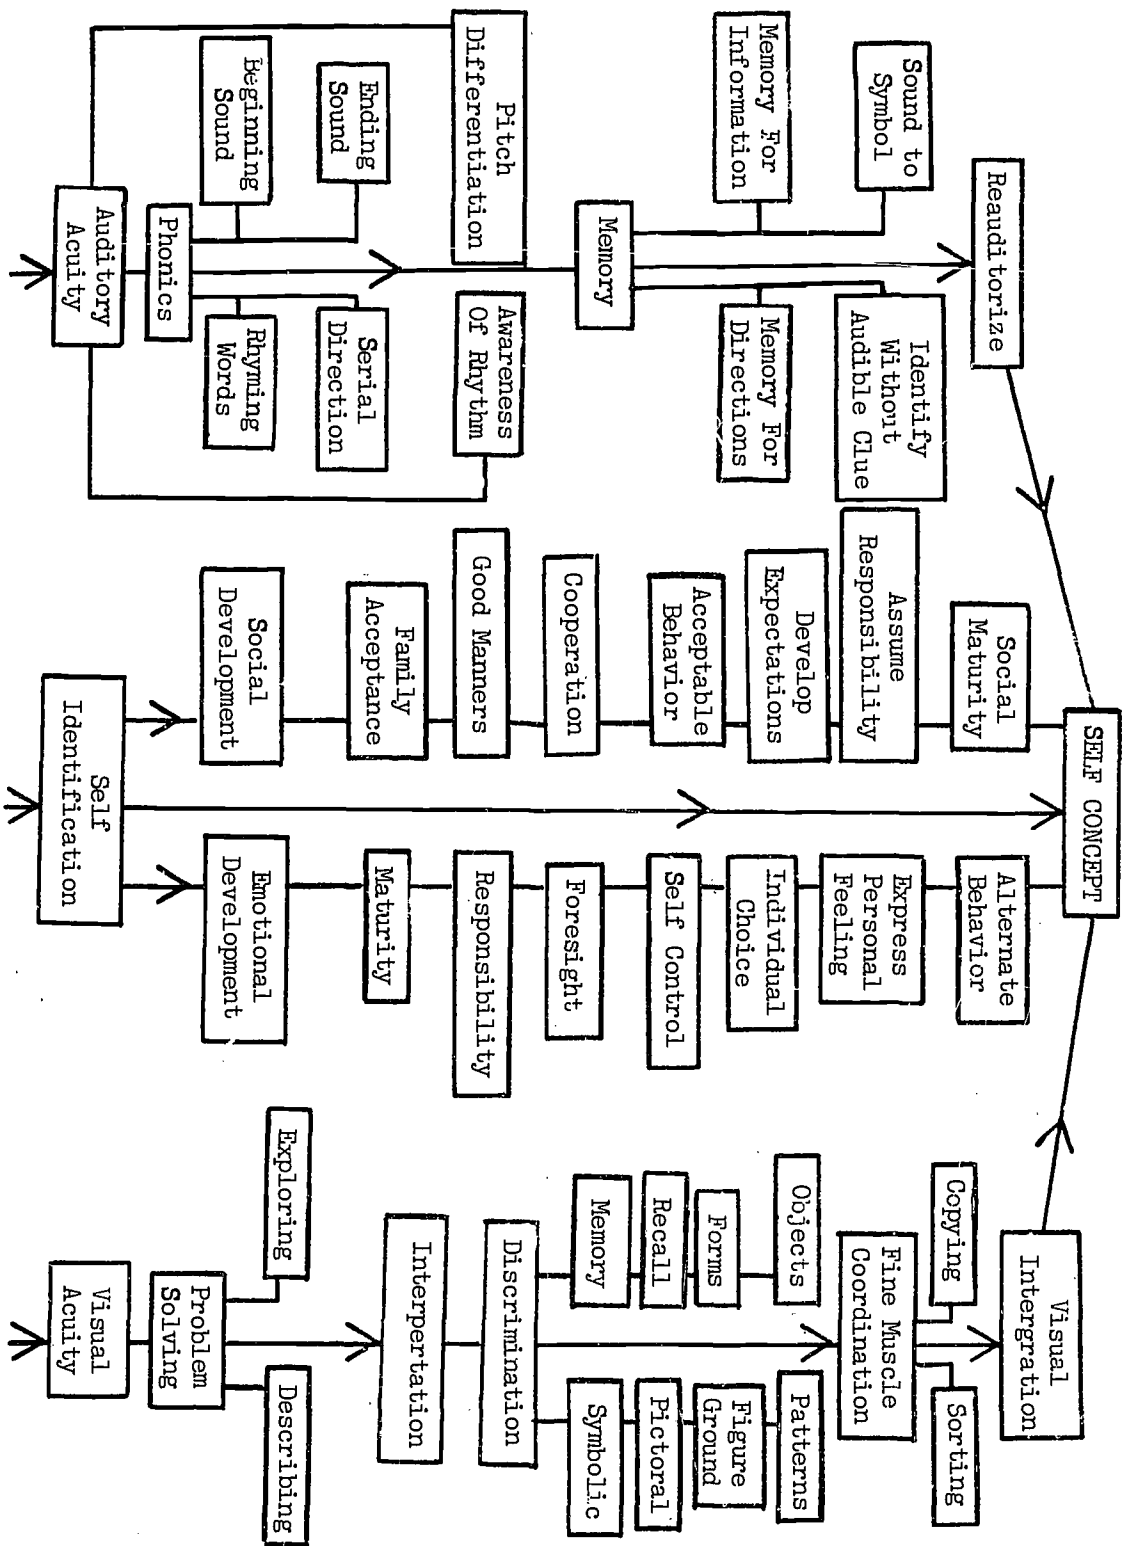 SELF CONCEPT
Reauditorize
Sound to
Symbol
Identify
Without
Audible Clue
Memory For
Information
Memory For
Directions
Memory
Pitch
Differentiation
Awareness
Of Rhythm
Ending
Sound
Serial
Direction
Beginning
Sound
Rhyming
Words
Phonics
Auditory
Acuity
Social
Maturity
Assume
Responsibility
Develop
Expectations
Acceptable
Behavior
Cooperation
Good Manners
Family
Acceptance
Social
Development
Alternate
Behavior
Express
Personal
Feeling
Individual
Choice
Self Control
Foresight
Responsibility
Maturity
Emotional
Development
Self
Identification
Visual
Intergration
Copying
Sorting
Fine Muscle
Coordination
Objects
Patterns
Forms
Figure
Ground
Recall
Pictoral
Memory
Symbolic
Discrimination
Interpertation
Exploring
Describing
Problem
Solving
Visual
Acuity